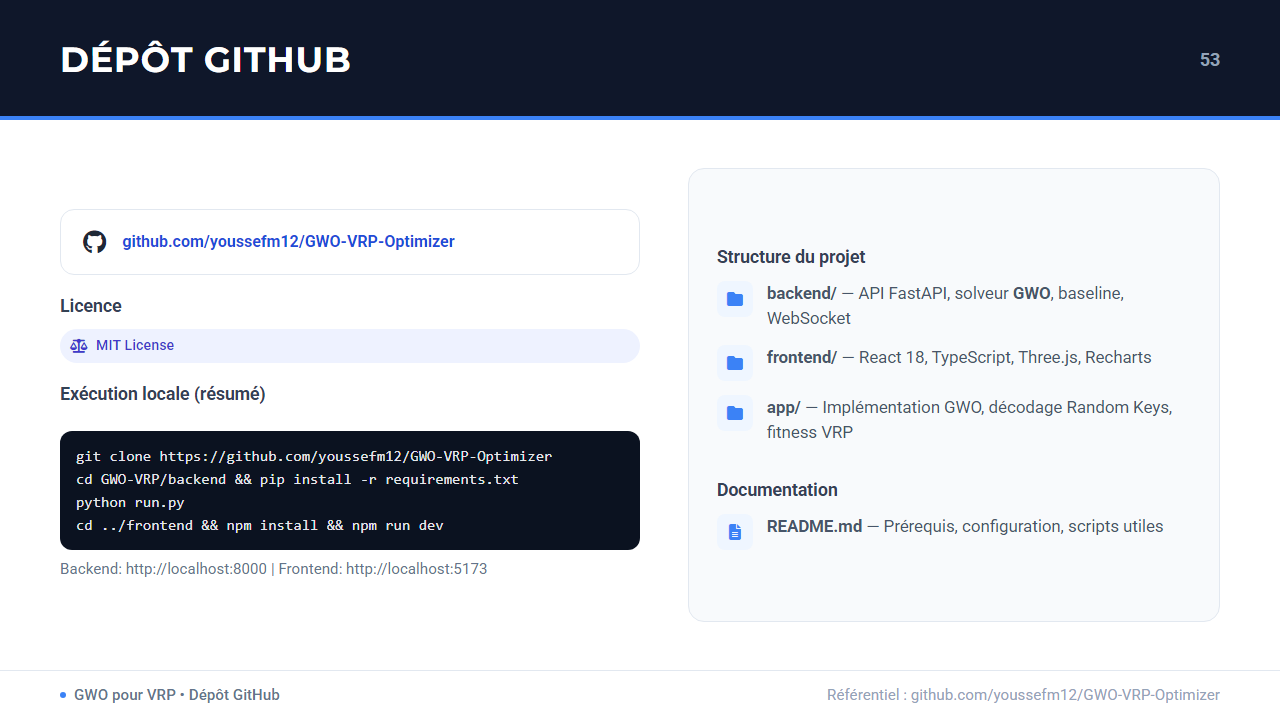 DÉPÔT GITHUB
53
github.com/youssefm12/GWO-VRP-Optimizer
Licence
MIT License
Exécution locale (résumé)
git clone https://github.com/youssefm12/GWO-VRP-Optimizer
cd GWO-VRP/backend && pip install -r requirements.txt
python run.py
cd ../frontend && npm install && npm run dev
Backend: http://localhost:8000 | Frontend: http://localhost:5173
Structure du projet
backend/ — API FastAPI, solveur GWO, baseline,
WebSocket
frontend/ — React 18, TypeScript, Three.js, Recharts
app/ — Implémentation GWO, décodage Random Keys,
fitness VRP
Documentation
README.md — Prérequis, configuration, scripts utiles
GWO pour VRP • Dépôt GitHub
Référentiel : github.com/youssefm12/GWO-VRP-Optimizer